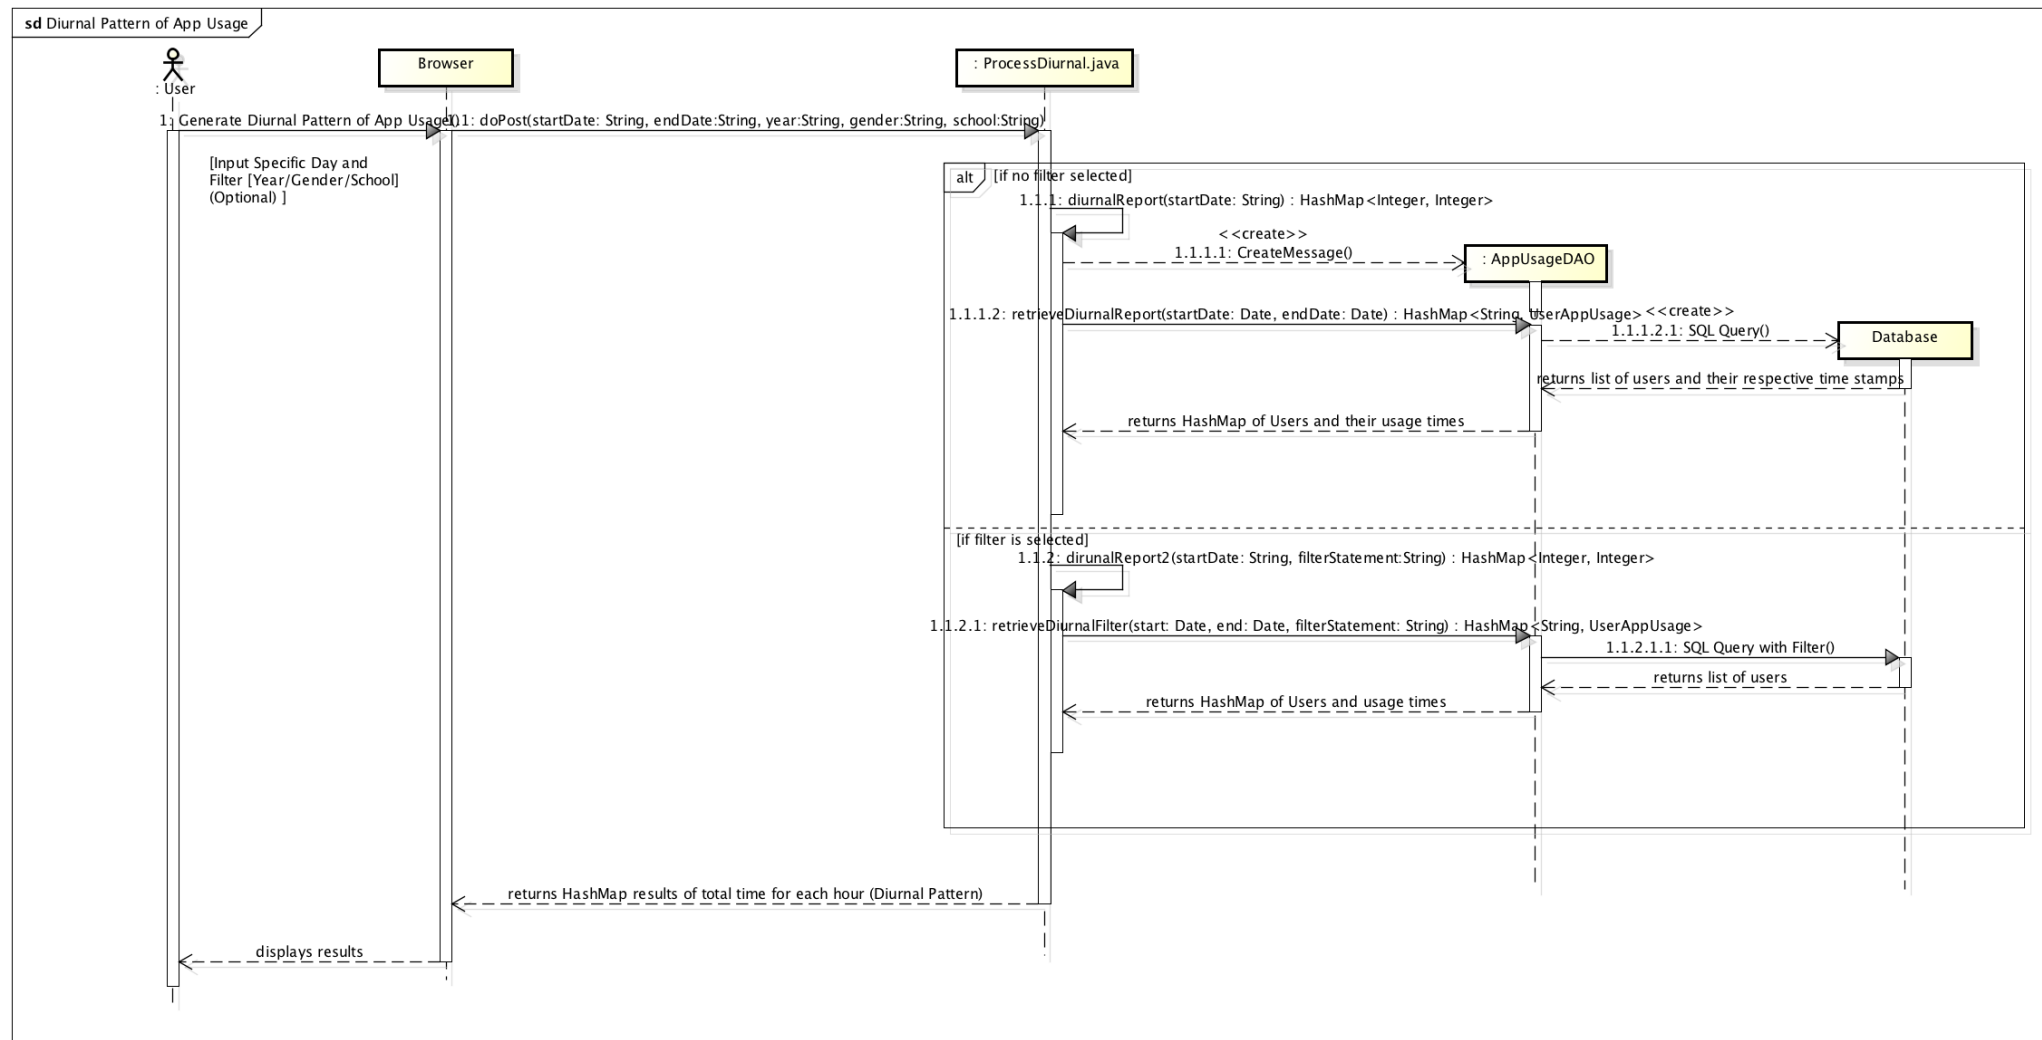 sd Diurnal Pattern of App Usage
: User
Browser
: ProcessDiurnal.java
1: Generate Diurnal Pattern of App Usage()
1.1: doPost(startDate: String, endDate:String, year:String, gender:String, school:String)
[Input Specific Day and
Filter [Year/Gender/School]
(Optional) ]
alt
[if no filter selected]
1.1.1: diurnalReport(startDate: String) : HashMap<Integer, Integer>
<<create>>
1.1.1.1: CreateMessage()
: AppUsageDAO
1.1.1.2: retrieveDiurnalReport(startDate: Date, endDate: Date) : HashMap<String, UserAppUsage>
<<create>>
1.1.1.2.1: SQL Query()
Database
returns list of users and their respective time stamps
returns HashMap of Users and their usage times
[if filter is selected]
1.1.2: dirunalReport2(startDate: String, filterStatement:String) : HashMap<Integer, Integer>
1.1.2.1: retrieveDiurnalFilter(start: Date, end: Date, filterStatement: String) : HashMap<String, UserAppUsage>
1.1.2.1.1: SQL Query with Filter()
returns list of users
returns HashMap of Users and usage times
returns HashMap results of total time for each hour (Diurnal Pattern)
displays results